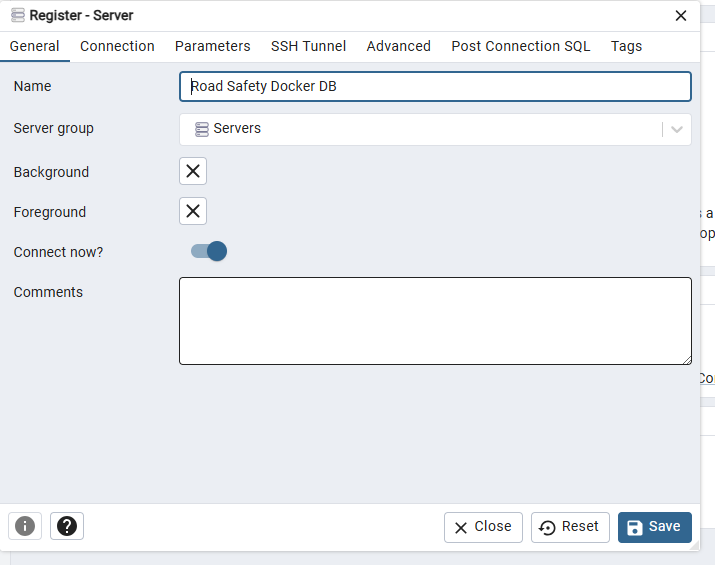 Register - Server
General Connection Parameters SSH Tunnel Advanced Post Connection SQL Tags
Name Road Safety Docker DB
Server group Servers
Background
Foreground
Connect now?
Comments
s a
op
Co
Close Reset Save